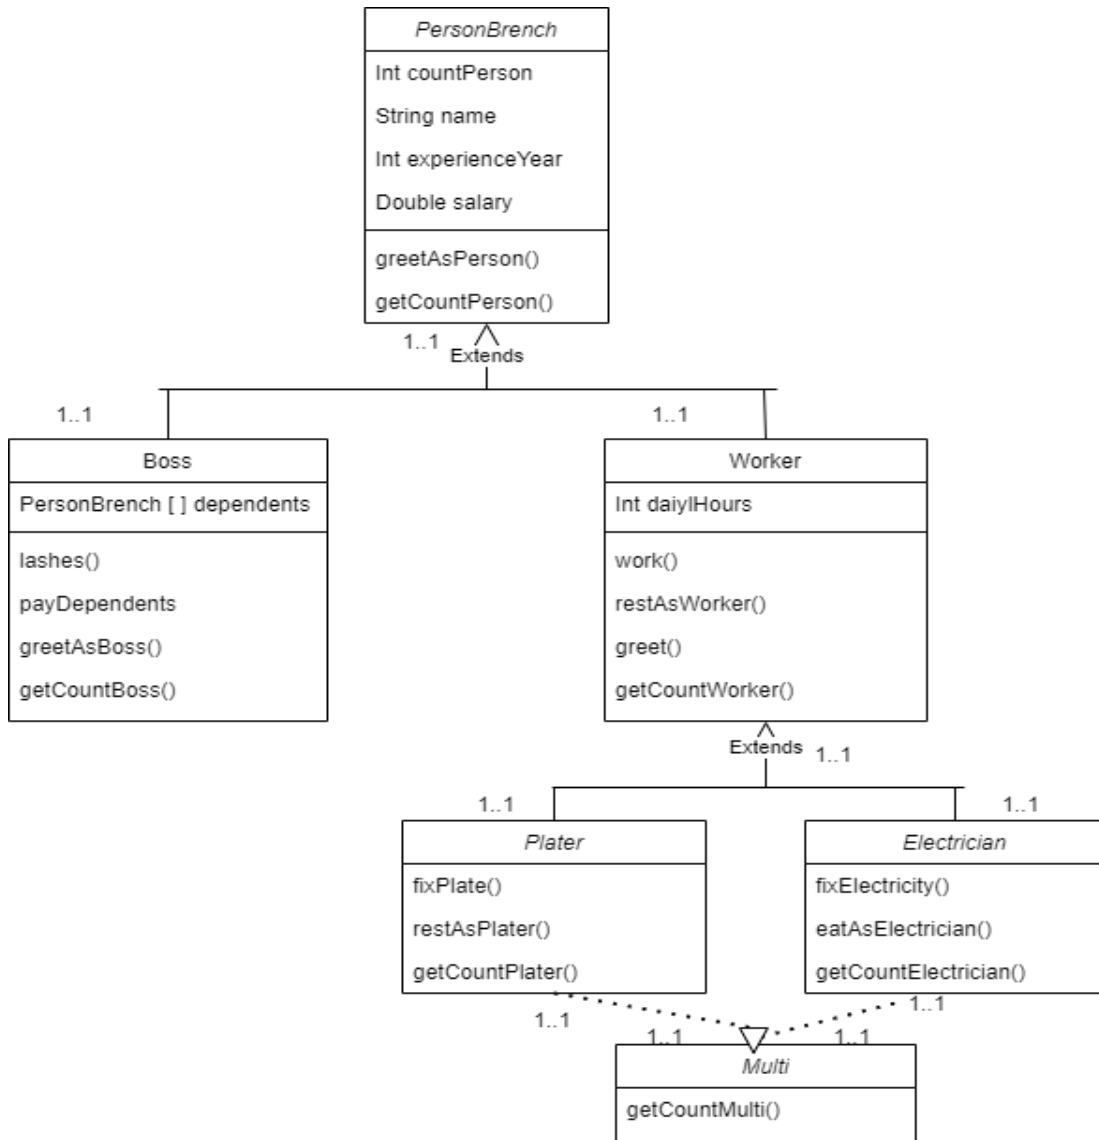 PersonBrench
Int countPerson
String name
Int experienceYear
Double salary
greetAsPerson()
getCountPerson()
1..1
Extends
1..1
1..1
Boss
PersonBrench [ ] dependents
lashes()
payDependents
greetAsBoss()
getCountBoss()
Worker
Int daiylHours
work()
restAsWorker()
greet()
getCountWorker()
Extends
1..1
1..1
1..1
Plater
fixPlate()
restAsPlater()
getCountPlater()
Electrician
fixElectricity()
eatAsElectrician()
getCountElectrician()
1..1
1..1
1..1
1..1
Multi
getCountMulti()